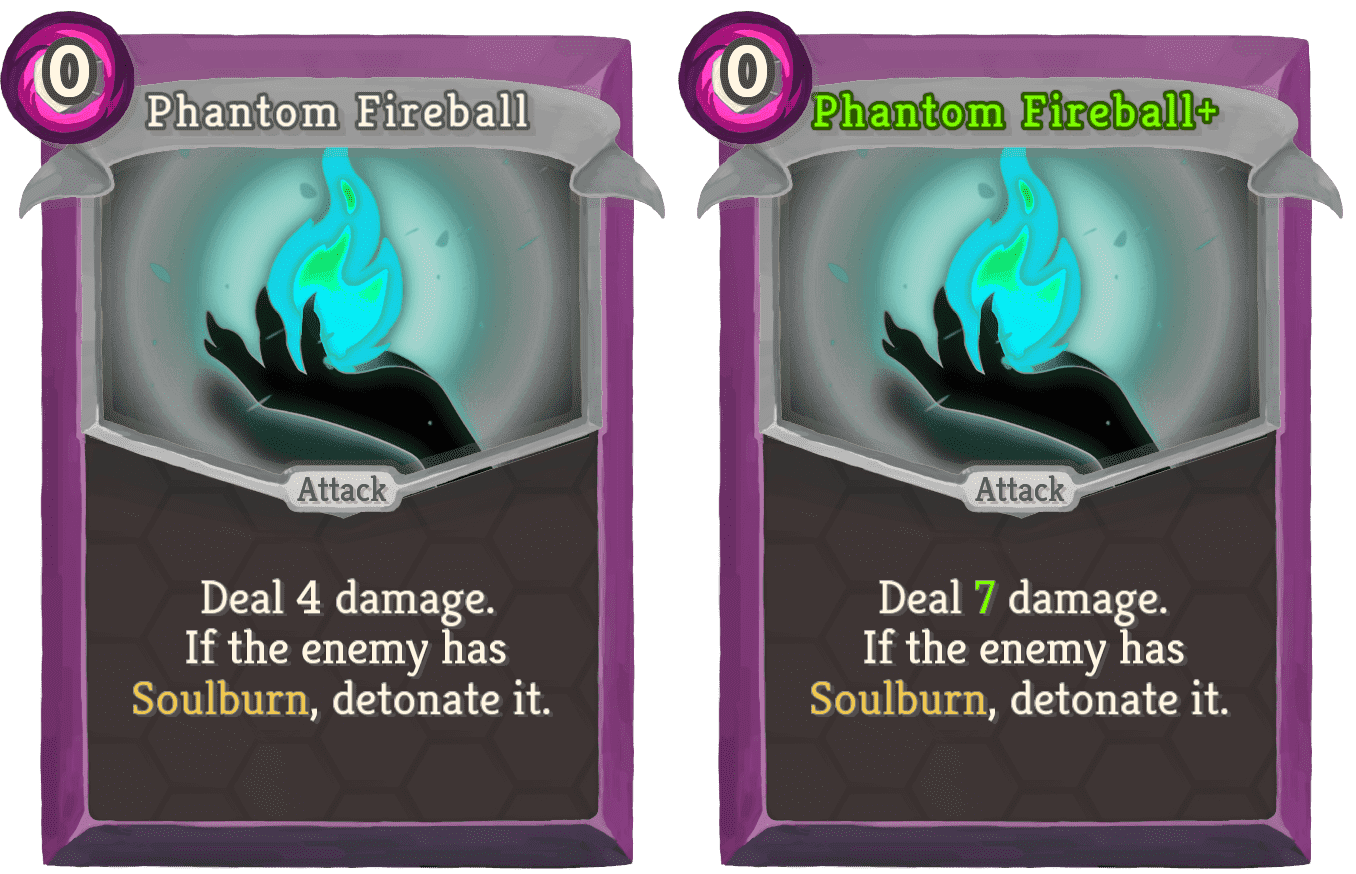 0
Phantom Fireball
Attack
Deal 4 damage.
If the enemy has
Soulburn, detonate it.
0
Phantom Fireball+
Attack
Deal 7 damage.
If the enemy has
Soulburn, detonate it.